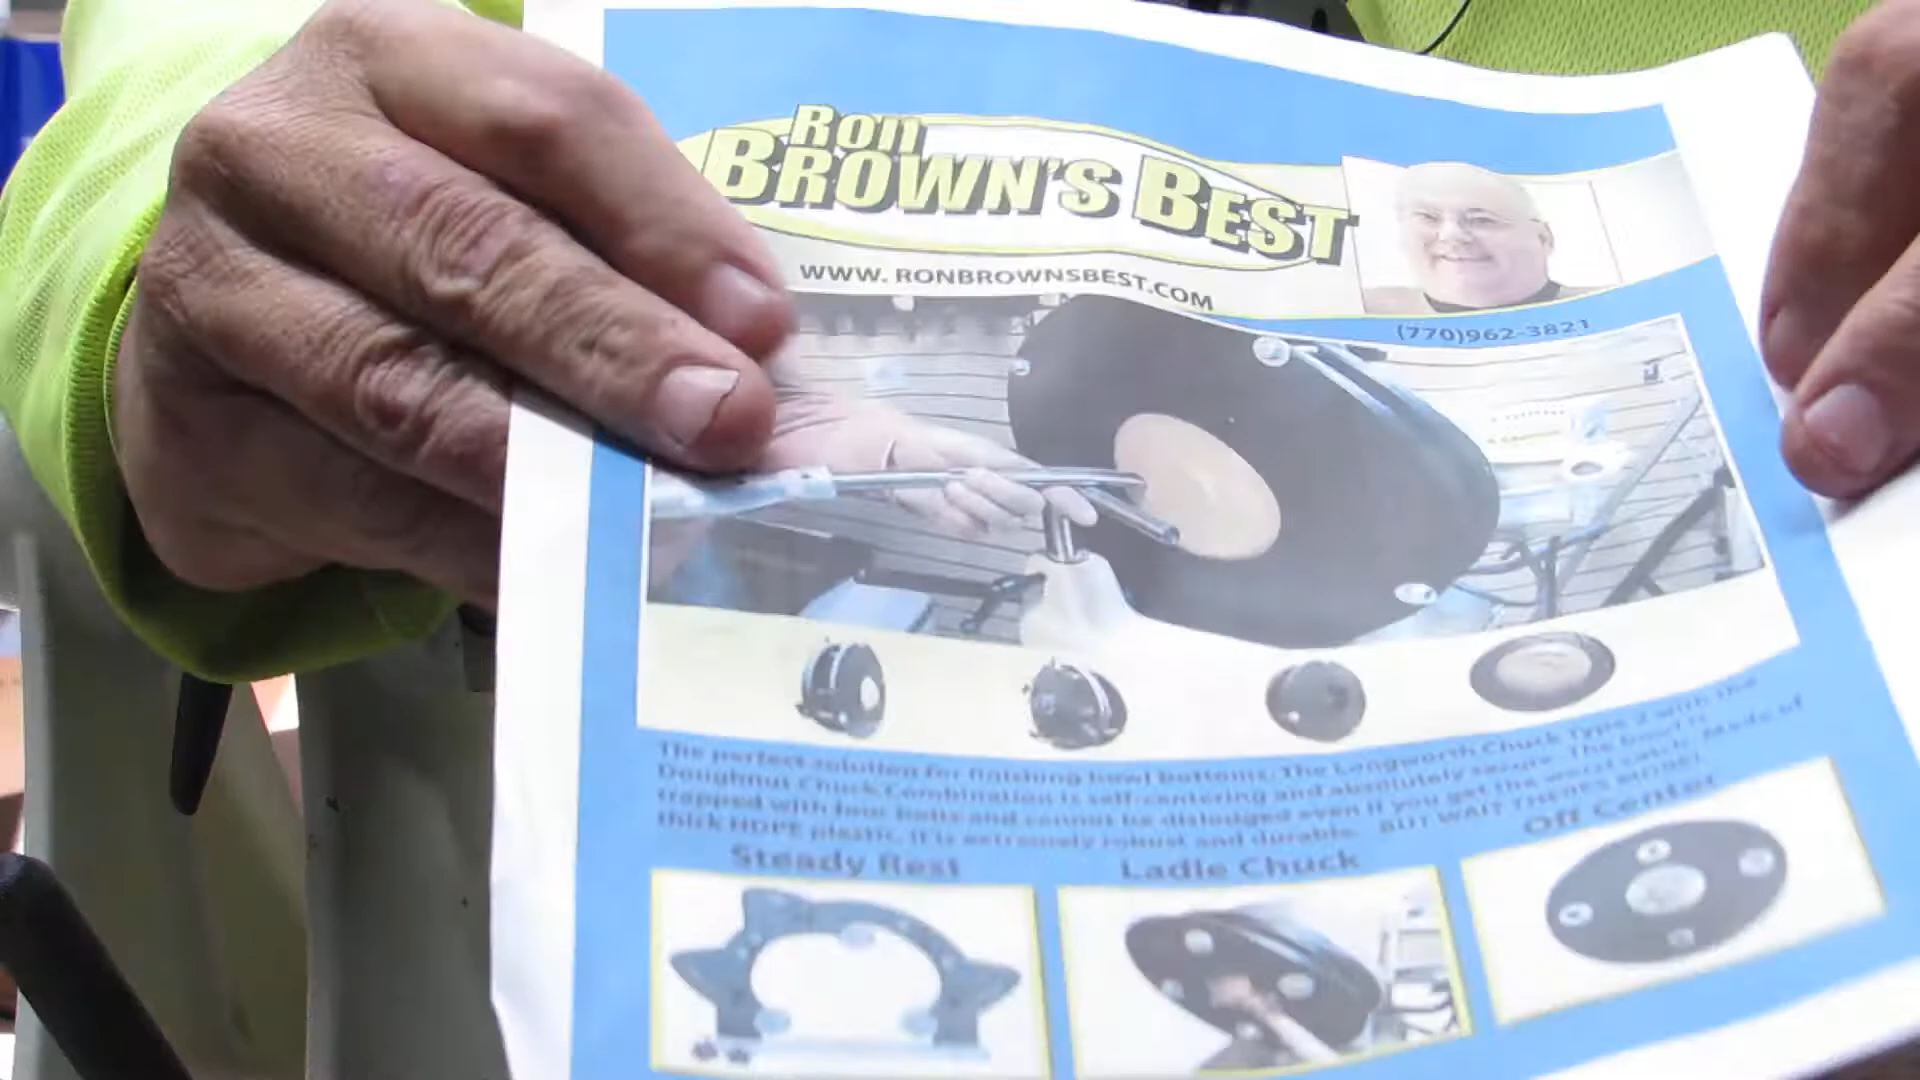 Ron
BROWN'S BEST
WWW. RONBROWNSBEST.COM
(770)962-3821
The perfect solution for finishing bowl bottoms. The Longworth Chuck Type 2 with the
Doughnut Chuck Combination is self-centering and absolutely secure. The bowl is
trapped with four bolts and cannot be dislodged even if you get the worst catch. Made of
thick HDPE plastic, it is extremely robust and durable. BUT WAIT THERES MORE!
Steady Rest
Ladle Chuck
Off Center